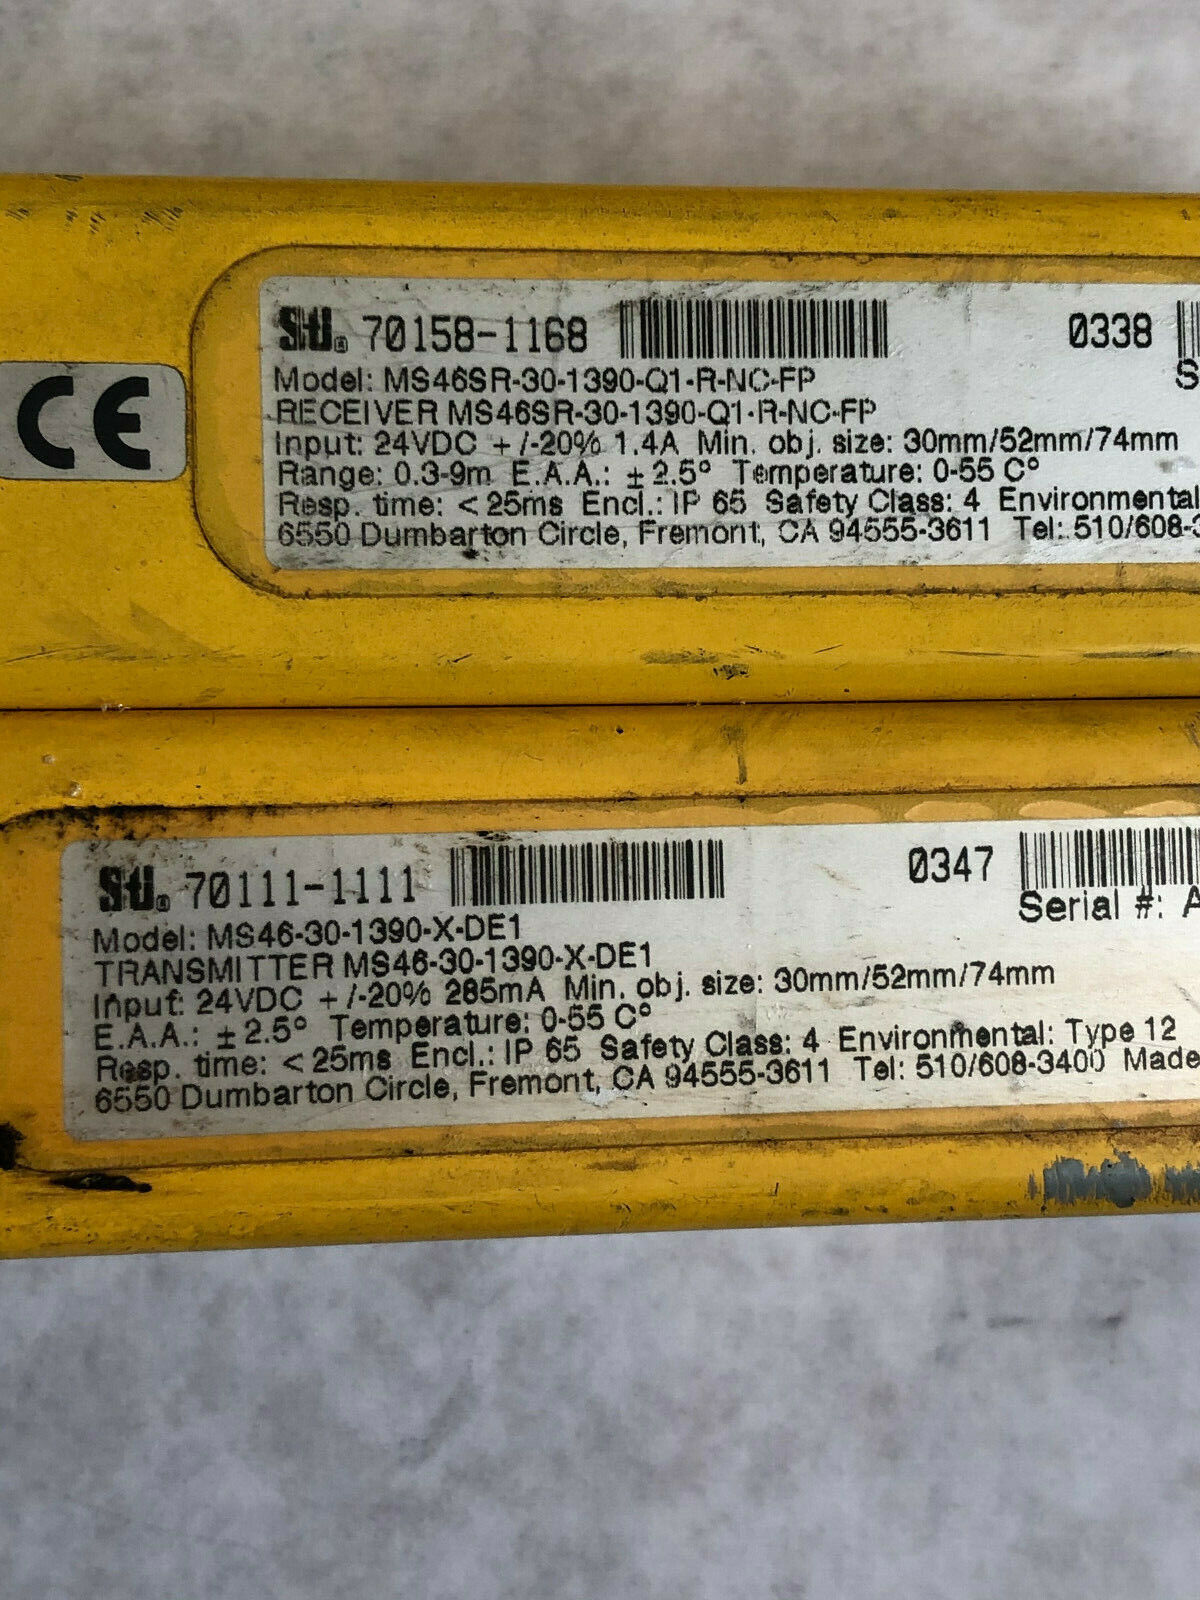 CE
STI® 70158-1168 0338
S
Model: MS46SR-30-1390-Q1-R-NC-FP
RECEIVER MS46SR-30-1390-Q1-R-NC-FP
Input: 24VDC +/-20% 1.4A Min. obj. size: 30mm/52mm/74mm
Range: 0.3-9m E.A.A.: ±2.5° Temperature: 0-55 C°
Resp. time: <25ms Encl.: IP 65 Safety Class: 4 Environmental
6550 Dumbarton Circle, Fremont, CA 94555-3611 Tel: 510/608-3
STI® 70111-1111 0347
Serial #: A
Model: MS46-30-1390-X-DE1
TRANSMITTER MS46-30-1390-X-DE1
Input: 24VDC +/-20% 285mA Min. obj. size: 30mm/52mm/74mm
E.A.A.: ±2.5° Temperature: 0-55 C°
Resp. time: <25ms Encl.: IP 65 Safety Class: 4 Environmental: Type 12
6550 Dumbarton Circle, Fremont, CA 94555-3611 Tel: 510/608-3400 Made